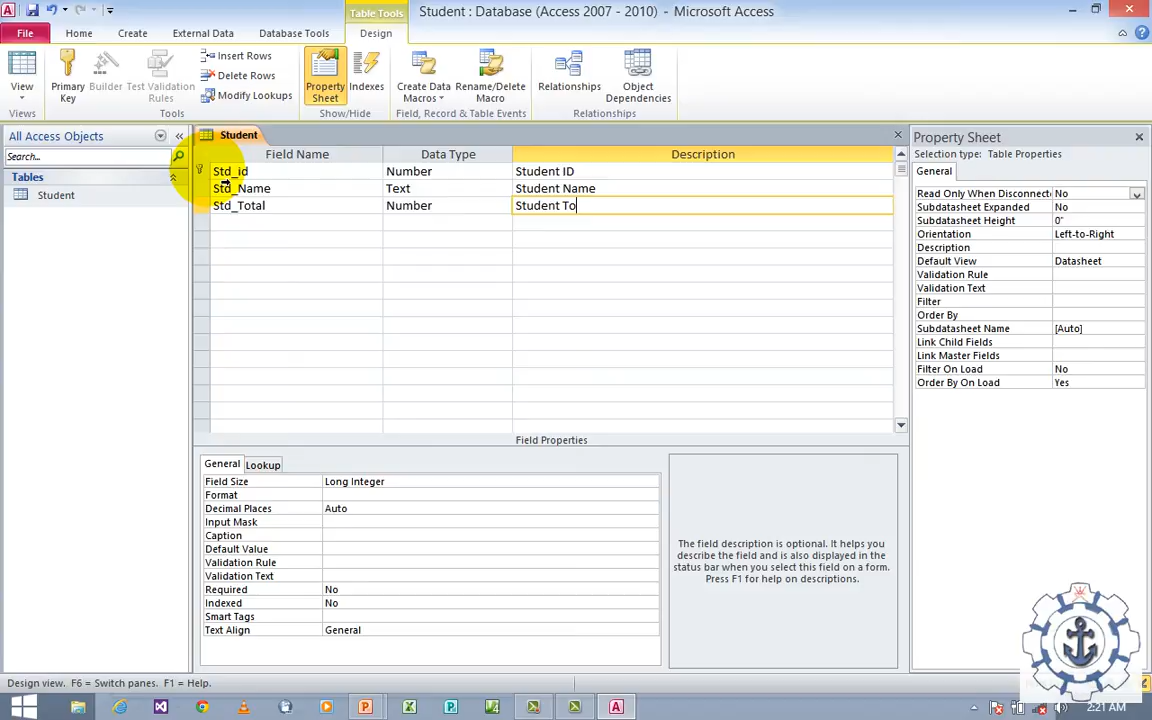 Table Tools
Student : Database (Access 2007 - 2010) - Microsoft Access
File Home Create External Data Database Tools Design
View Primary Key Builder Test Validation Rules Insert Rows Delete Rows Modify Lookups Property Sheet Indexes Create Data Macros Rename/Delete Macro Relationships Object Dependencies
Views Tools Show/Hide Field, Record & Table Events Relationships
All Access Objects
Search...
Tables
Student
Student
Field Name Data Type Description
Std_id Number Student ID
Std_Name Text Student Name
Std_Total Number Student To
Field Properties
General Lookup
Field Size Long Integer
Format
Decimal Places Auto
Input Mask
Caption
Default Value
Validation Rule
Validation Text
Required No
Indexed No
Smart Tags
Text Align General
The field description is optional. It helps you
describe the field and is also displayed in the
status bar when you select this field on a form.
Press F1 for help on descriptions.
Property Sheet
Selection type: Table Properties
General
Read Only When Disconnecte No
Subdatasheet Expanded No
Subdatasheet Height 0"
Orientation Left-to-Right
Description
Default View Datasheet
Validation Rule
Validation Text
Filter
Order By
Subdatasheet Name [Auto]
Link Child Fields
Link Master Fields
Filter On Load No
Order By On Load Yes
Design view. F6 = Switch panes. F1 = Help.
2:21 AM